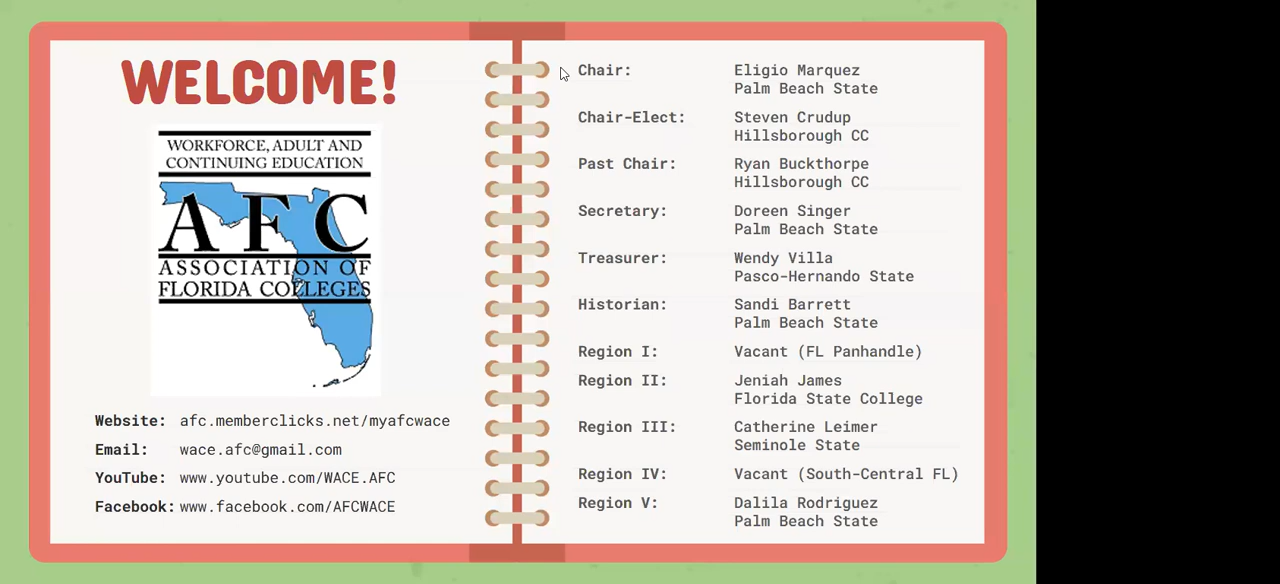 WELCOME!
WORKFORCE, ADULT AND
CONTINUING EDUCATION
AFC
ASSOCIATION OF
FLORIDA COLLEGES
Website: afc.memberclicks.net/myafcwace
Email: wace.afc@gmail.com
YouTube: www.youtube.com/WACE.AFC
Facebook: www.facebook.com/AFCWACE
Chair: Eligio Marquez
Palm Beach State
Chair-Elect: Steven Crudup
Hillsborough CC
Past Chair: Ryan Buckthorpe
Hillsborough CC
Secretary: Doreen Singer
Palm Beach State
Treasurer: Wendy Villa
Pasco-Hernando State
Historian: Sandi Barrett
Palm Beach State
Region I: Vacant (FL Panhandle)
Region II: Jeniah James
Florida State College
Region III: Catherine Leimer
Seminole State
Region IV: Vacant (South-Central FL)
Region V: Dalila Rodriguez
Palm Beach State